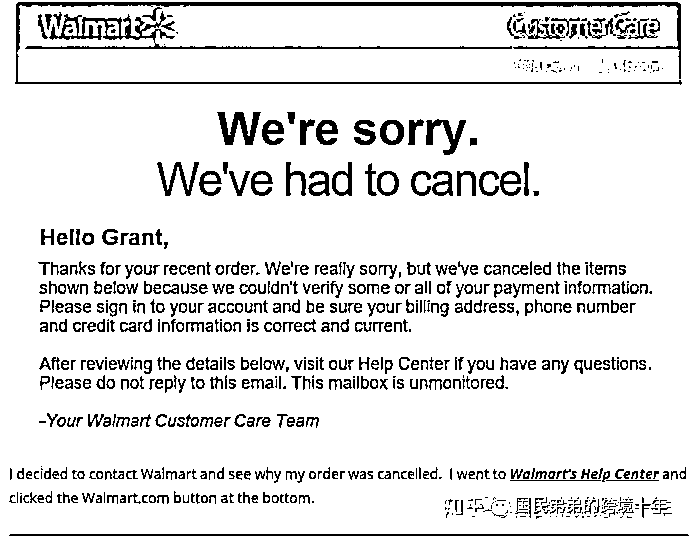 Walmart
Customer Care
We're sorry.
We've had to cancel.
Hello Grant,
Thanks for your recent order. We're really sorry, but we've canceled the items
shown below because we couldn't verify some or all of your payment information.
Please sign in to your account and be sure your billing address, phone number
and credit card information is correct and current.
After reviewing the details below, visit our Help Center if you have any questions.
Please do not reply to this email. This mailbox is unmonitored.
-Your Walmart Customer Care Team
I decided to contact Walmart and see why my order was cancelled. I went to Walmart's Help Center and
clicked the Walmart.com button at the bottom.
知乎 @国民弟弟的跨境十年